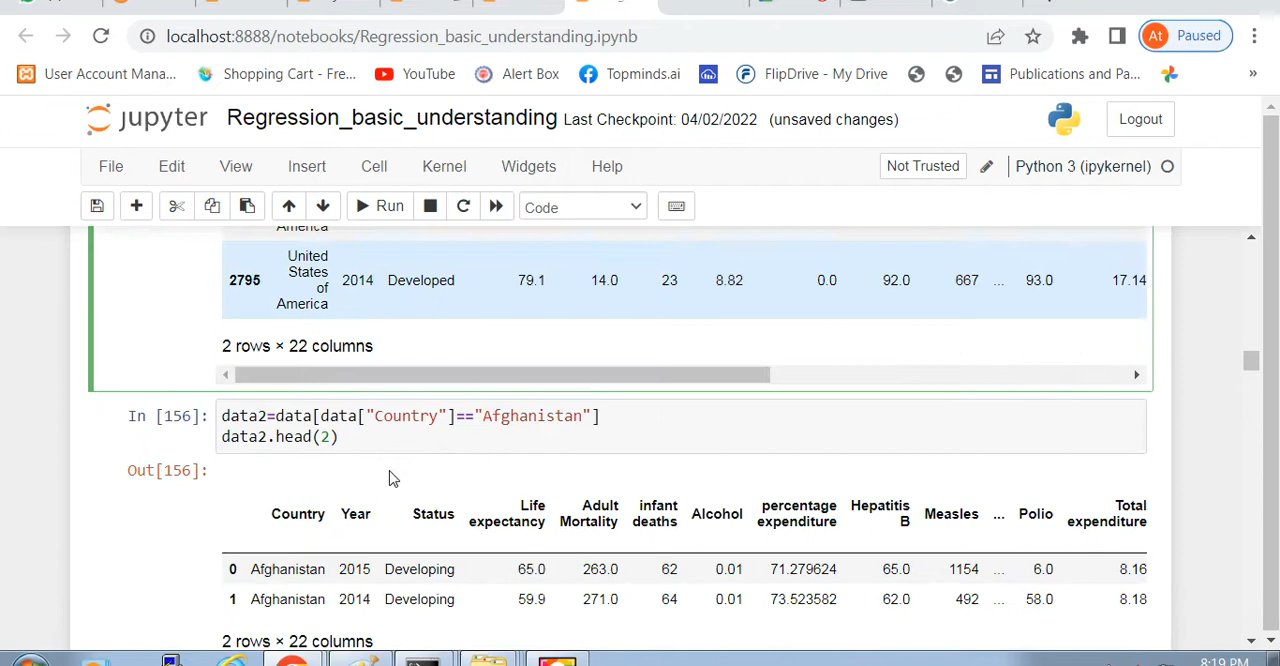 localhost:8888/notebooks/Regression_basic_understanding.ipynb
At Paused
User Account Mana... Shopping Cart - Fre... YouTube Alert Box Topminds.ai FlipDrive - My Drive Publications and Pa... »
jupyter Regression_basic_understanding Last Checkpoint: 04/02/2022 (unsaved changes) Logout
File Edit View Insert Cell Kernel Widgets Help Not Trusted Python 3 (ipykernel)
Run Code
America
2795 United States of America 2014 Developed 79.1 14.0 23 8.82 0.0 92.0 667 ... 93.0 17.14
2 rows × 22 columns
In [156]: data2=data[data["Country"]=="Afghanistan"]
data2.head(2)
Out[156]:
Country Year Status Life expectancy Adult Mortality infant deaths Alcohol percentage expenditure Hepatitis B Measles ... Polio Total expenditure
0 Afghanistan 2015 Developing 65.0 263.0 62 0.01 71.279624 65.0 1154 ... 6.0 8.16
1 Afghanistan 2014 Developing 59.9 271.0 64 0.01 73.523582 62.0 492 ... 58.0 8.18
2 rows × 22 columns
8:19 PM